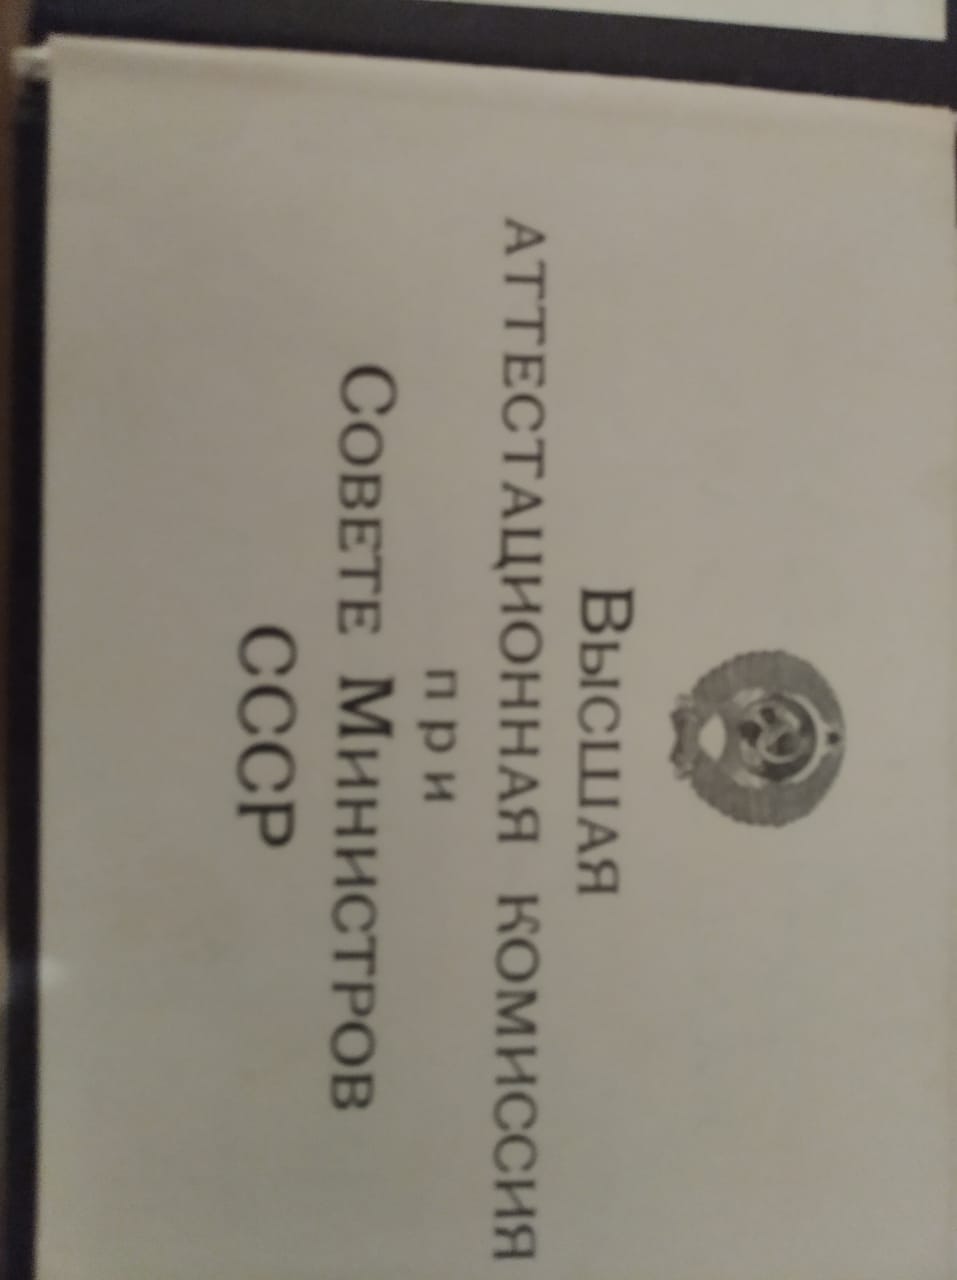 Высшая
аттестационная комиссия
при
Совете Министров
СССР